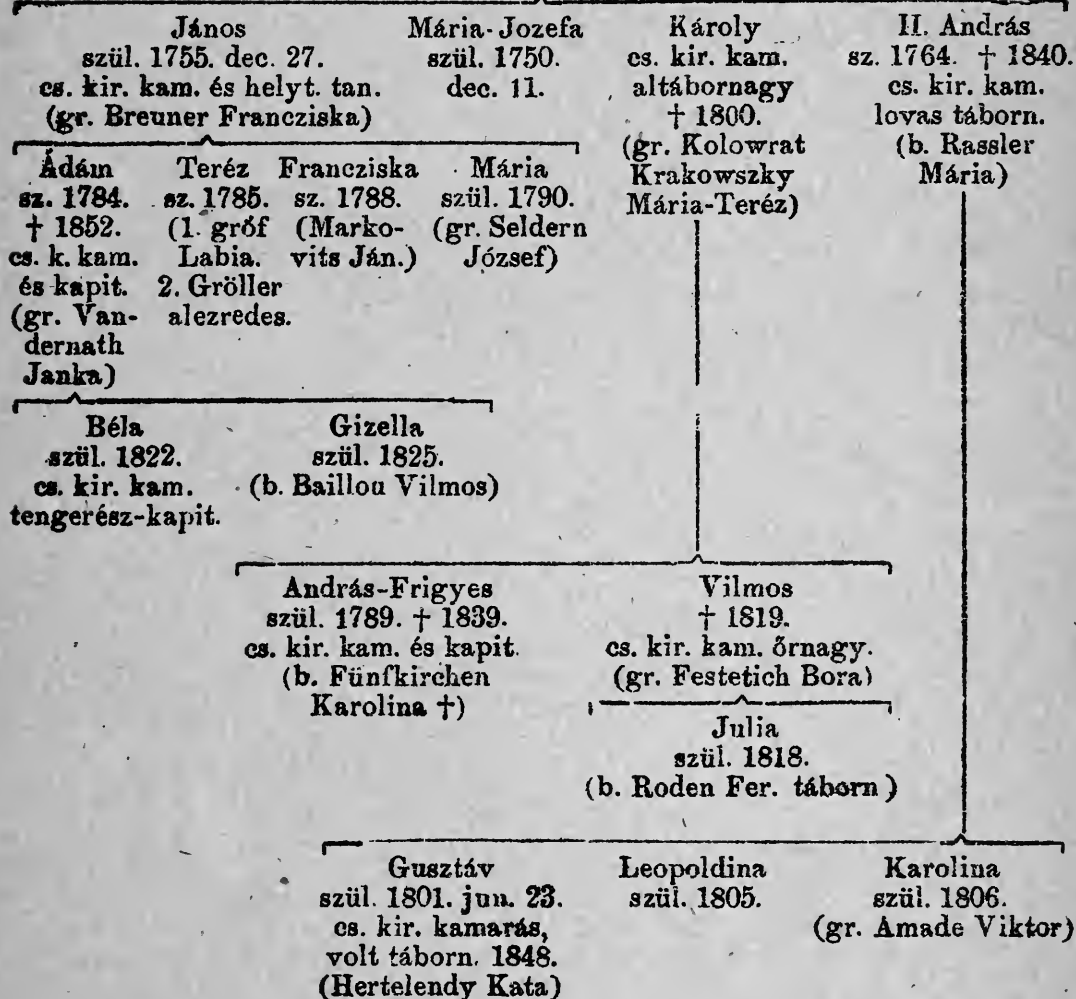 János
szül. 1755. dec. 27.
cs. kir. kam. és helyt. tan.
(gr. Breuner Francziska)
Mária-Jozefa
szül. 1750.
dec. 11.
Károly
cs. kir. kam.
altábornagy
† 1800.
(gr. Kolowrat
Krakowszky
Mária-Teréz)
II. András
sz. 1764. † 1840.
cs. kir. kam.
lovas táborn.
(b. Rassler
Mária)
Ádám
sz. 1784.
† 1852.
cs. k. kam.
és kapit.
(gr. Van-
dernath
Janka)
Teréz
sz. 1785.
(1. gróf
Labia.
2. Gröller
alezredes.
Francziska
sz. 1788.
(Marko-
vits Ján.)
Mária
szül. 1790.
(gr. Seldern
József)
Béla
szül. 1822.
cs. kir. kam.
tengerész-kapit.
Gizella
szül. 1825.
(b. Baillou Vilmos)
András-Frigyes
szül. 1789. † 1839.
cs. kir. kam. és kapit.
(b. Fünfkirchen
Karolina †)
Vilmos
† 1819.
cs. kir. kam. őrnagy.
(gr. Festetich Bora)
Julia
szül. 1818.
(b. Roden Fer. táborn)
Gusztáv
szül. 1801. jun. 23.
cs. kir. kamarás,
volt táborn. 1848.
(Hertelendy Kata)
Leopoldina
szül. 1805.
Karolina
szül. 1806.
(gr. Amade Viktor)